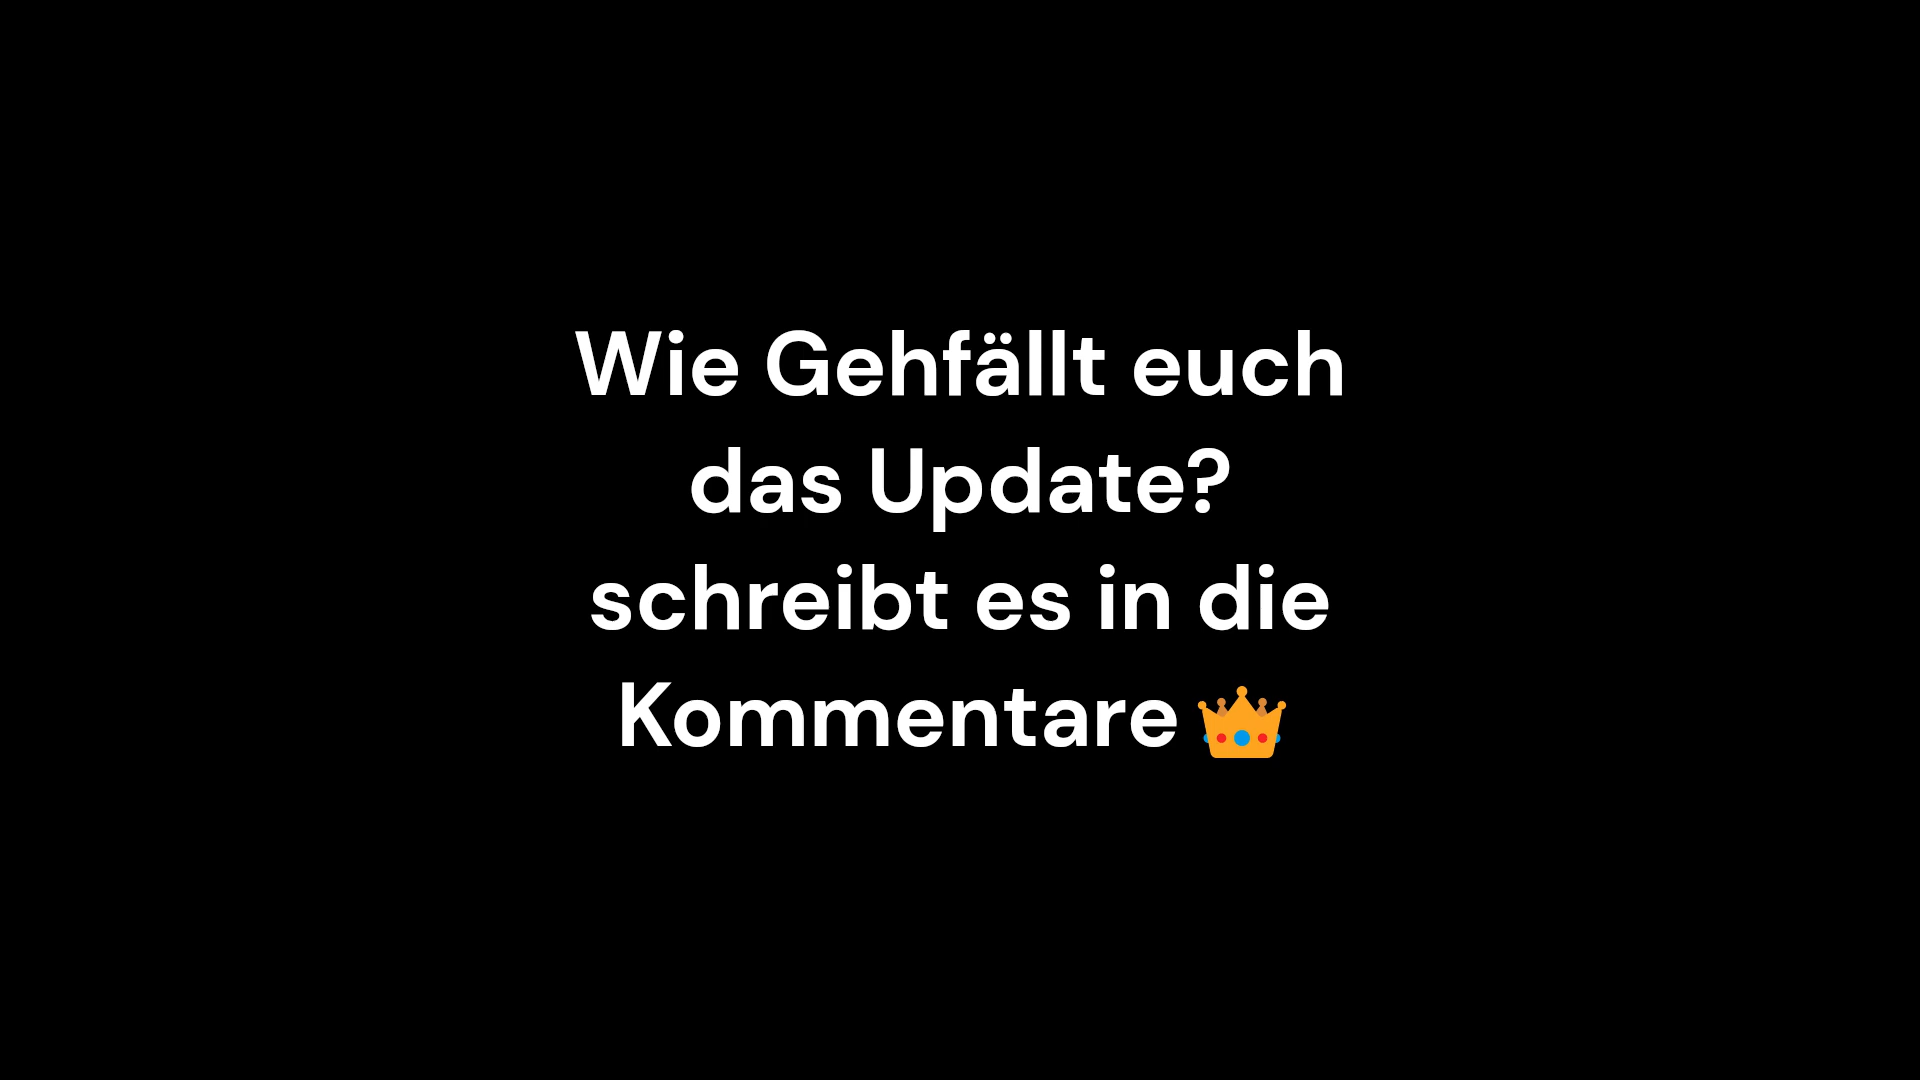 Wie Gehfällt euch
das Update?
schreibt es in die
Kommentare 👑